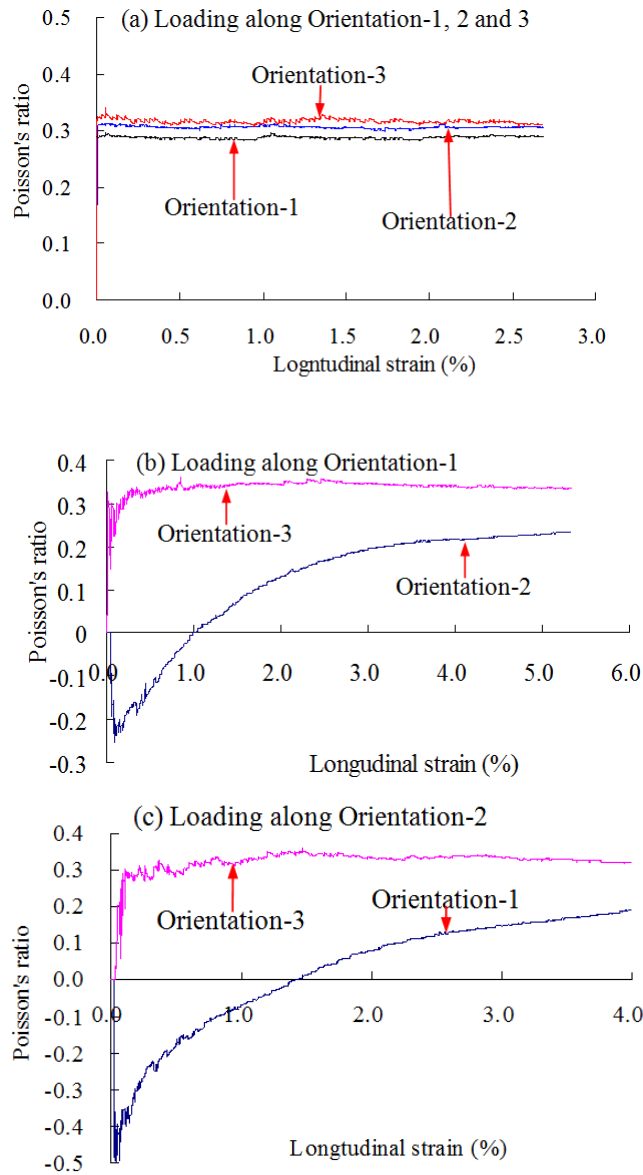 (a) Loading along Orientation-1, 2 and 3
0.5
0.4
0.3
0.2
0.1
0.0
Poisson's ratio
Orientation-3
Orientation-1
Orientation-2
0.0 0.5 1.0 1.5 2.0 2.5 3.0
Logntudinal strain (%)
(b) Loading along Orientation-1
0.4
0.3
0.2
0.1
0
-0.1
-0.2
-0.3
Poisson's ratio
Orientation-3
Orientation-2
0.0 1.0 2.0 3.0 4.0 5.0 6.0
Longudinal strain (%)
(c) Loading along Orientation-2
0.4
0.3
0.2
0.1
0.0
-0.1
-0.2
-0.3
-0.4
-0.5
Poisson's ratio
Orientation-1
Orientation-3
0.0 1.0 2.0 3.0 4.0
Longtudinal strain (%)